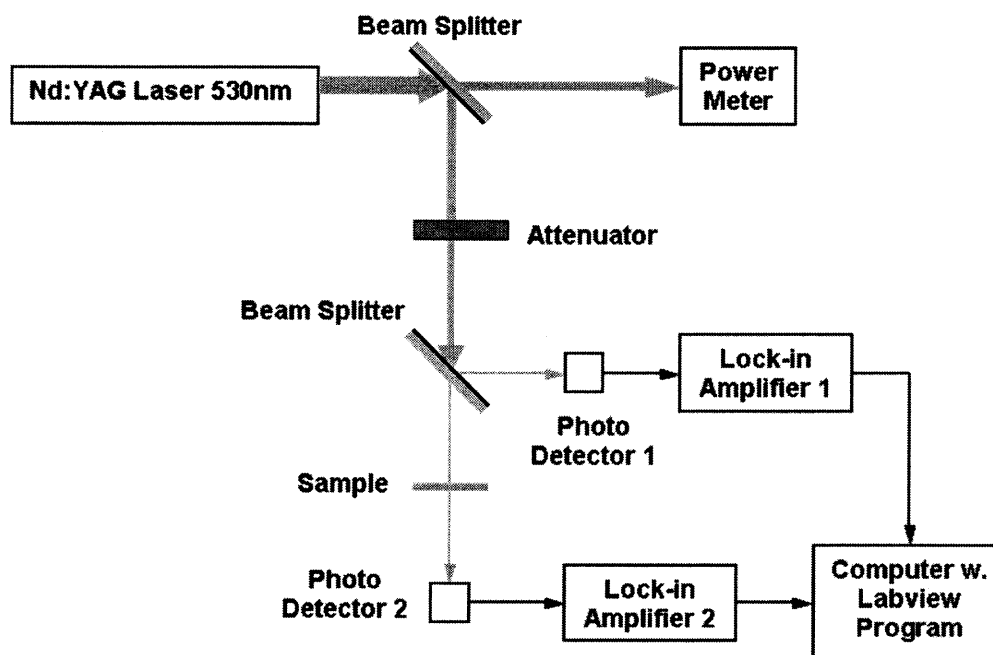 Beam Splitter
Nd:YAG Laser 530nm
Power
Meter
Attenuator
Beam Splitter
Lock-in
Amplifier 1
Photo
Detector 1
Sample
Photo
Detector 2
Lock-in
Amplifier 2
Computer w.
Labview
Program